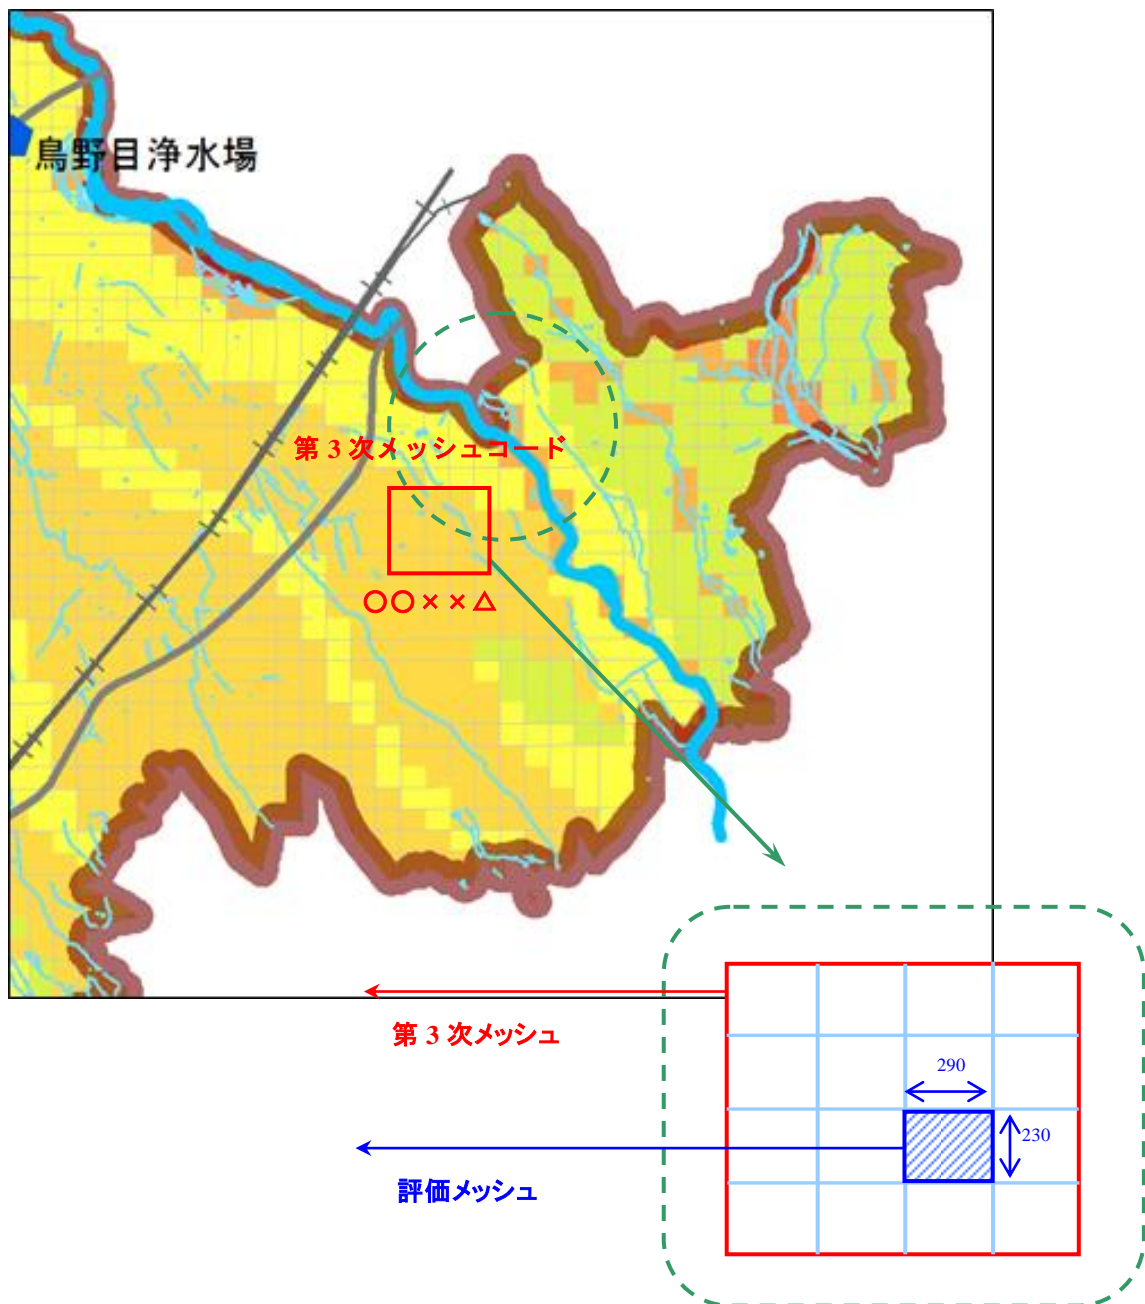 鳥野目浄水場
第 3 次メッシュコード
〇〇××△
第 3 次メッシュ
290
230
評価メッシュ